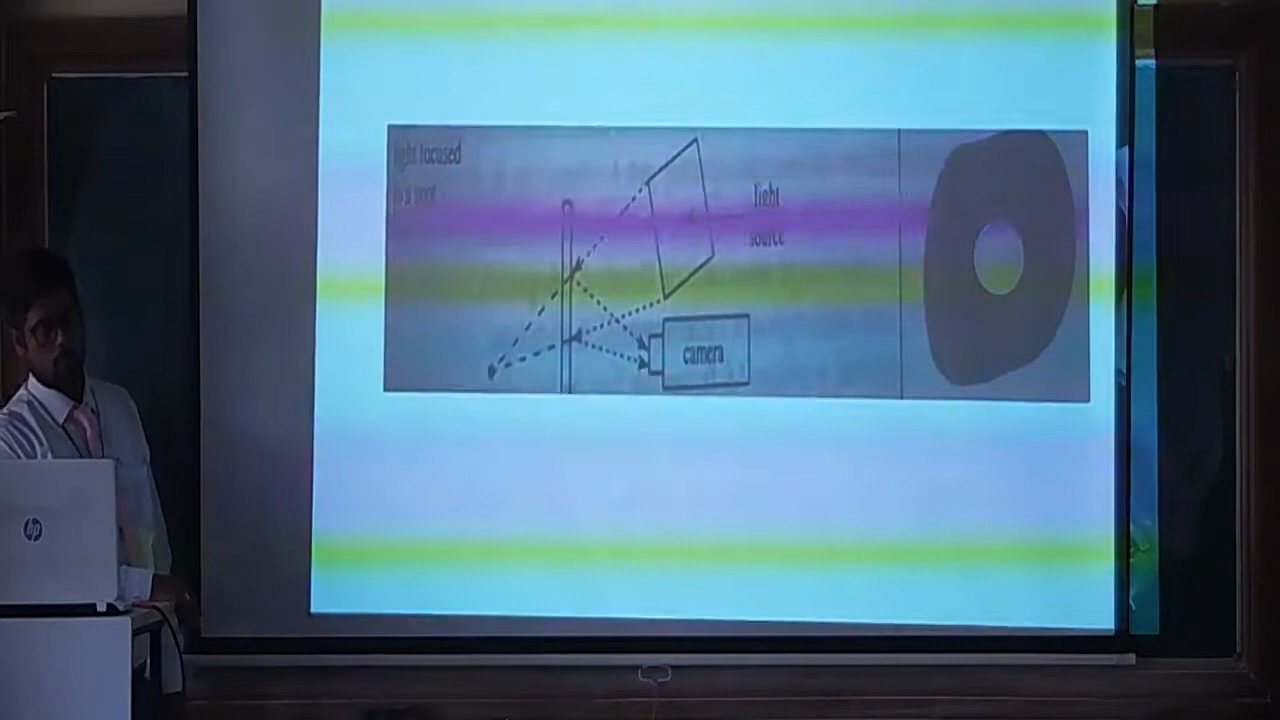 light focused
light
source
camera
hp